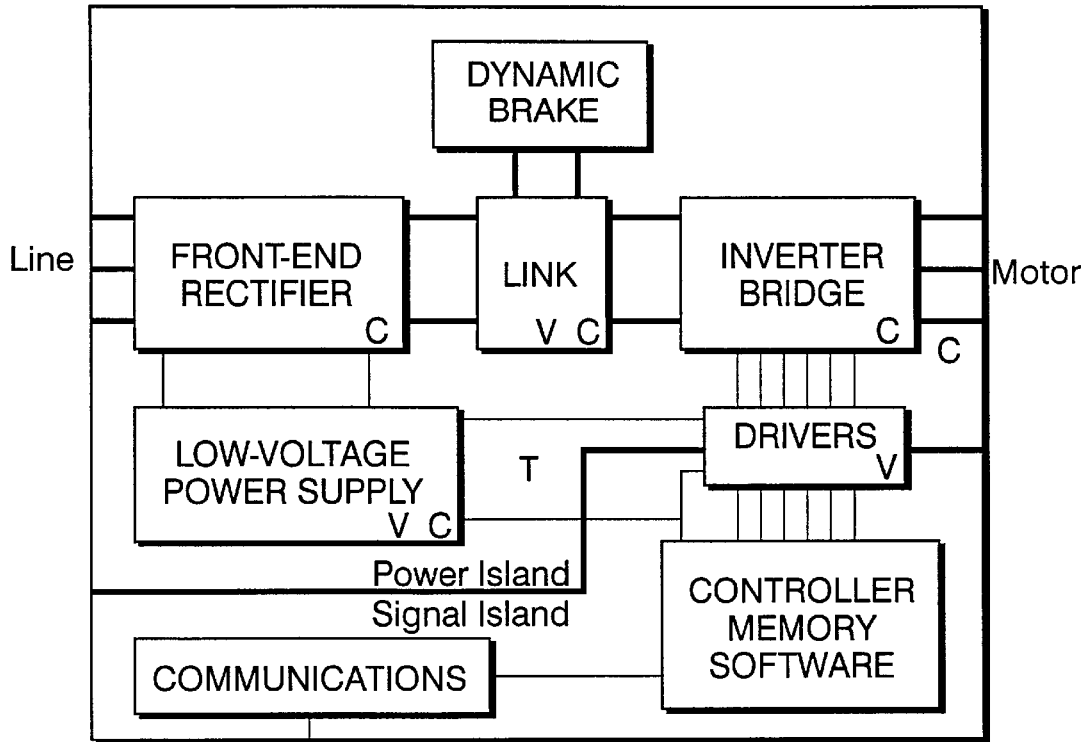 DYNAMIC
BRAKE
Line
FRONT-END
RECTIFIER
C
LINK
V C
INVERTER
BRIDGE
C
Motor
C
LOW-VOLTAGE
POWER SUPPLY
V C
T
DRIVERS
V
Power Island
Signal Island
CONTROLLER
MEMORY
SOFTWARE
COMMUNICATIONS